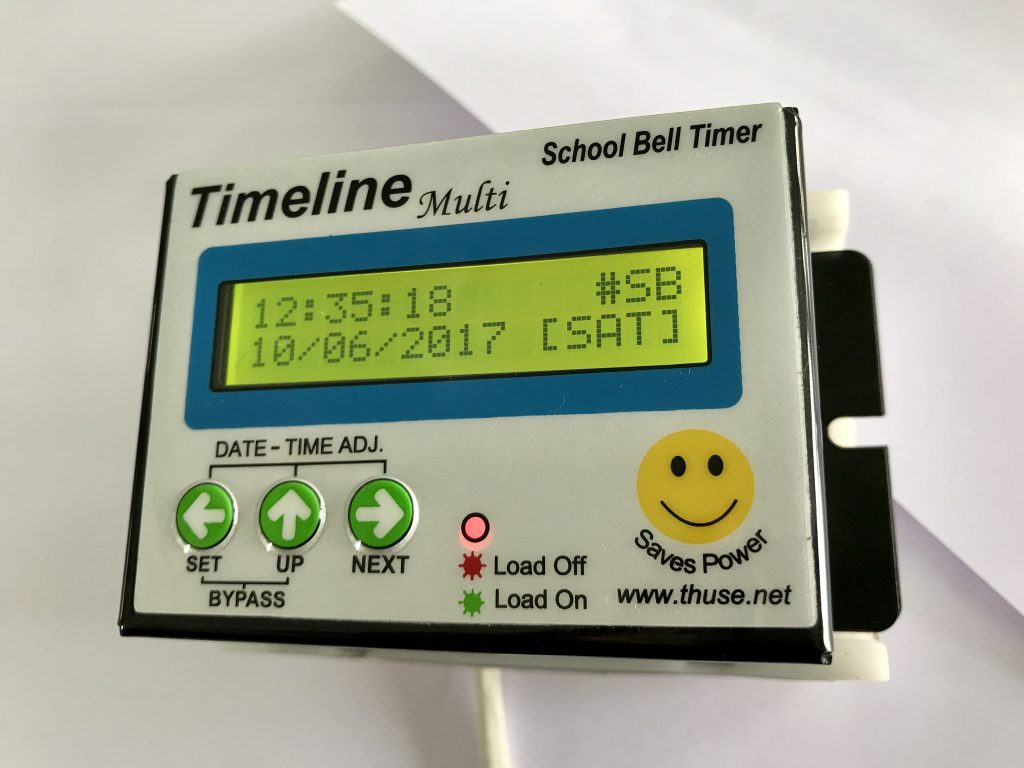 School Bell Timer
Timeline Multi
12:35:18 #SB
10/06/2017 [SAT]
DATE - TIME ADJ.
SET UP NEXT
BYPASS
Load Off
Load On
Saves Power
www.thuse.net